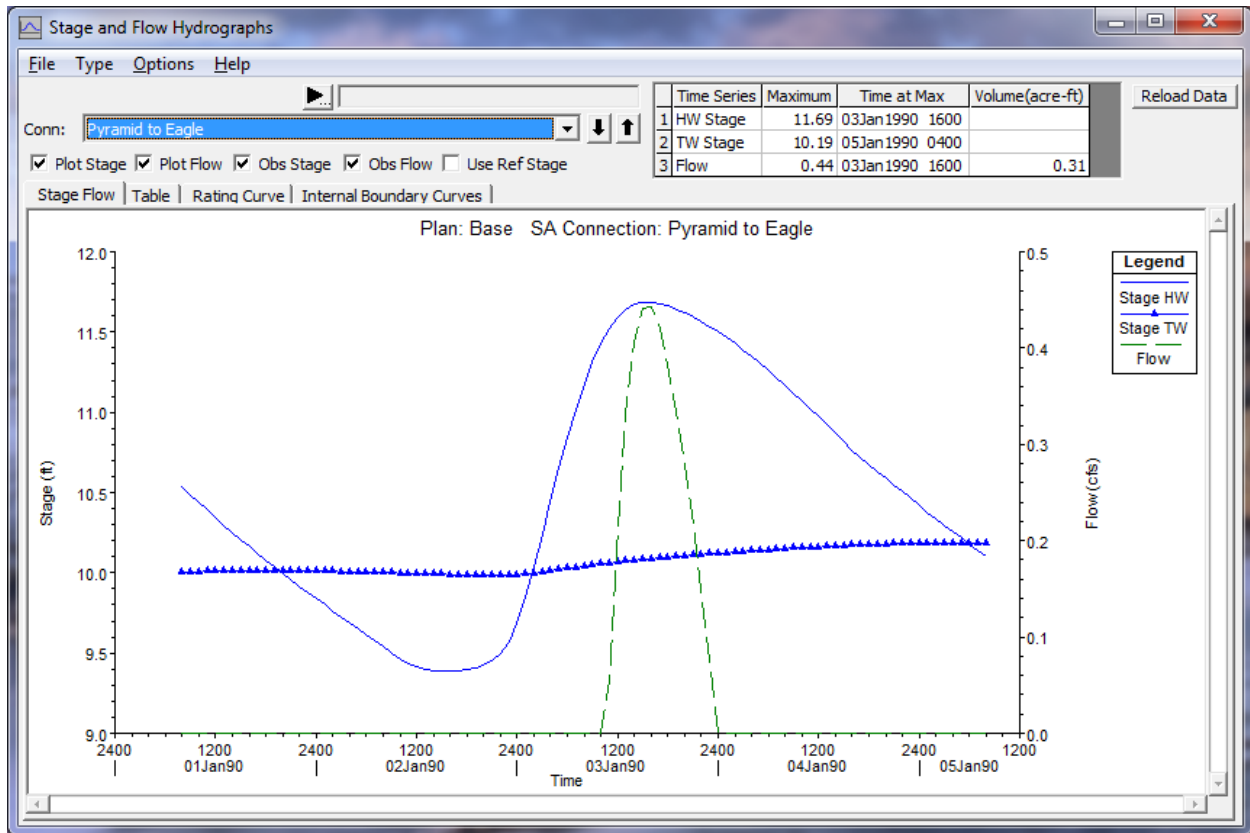 Stage and Flow Hydrographs
File Type Options Help
Time Series Maximum Time at Max Volume(acre-ft)
1 HW Stage 11.69 03Jan1990 1600
2 TW Stage 10.19 05Jan1990 0400
3 Flow 0.44 03Jan1990 1600 0.31
Reload Data
Conn: Pyramid to Eagle
Plot Stage Plot Flow Obs Stage Obs Flow Use Ref Stage
Stage Flow Table Rating Curve Internal Boundary Curves
Plan: Base SA Connection: Pyramid to Eagle
12.0
11.5
11.0
10.5
10.0
9.5
9.0
Stage (ft)
0.5
0.4
0.3
0.2
0.1
0.0
Flow(cfs)
Legend
Stage HW
Stage TW
Flow
2400 1200 2400 1200 2400 1200 2400 1200 2400 1200
01Jan90 02Jan90 03Jan90 04Jan90 05Jan90
Time